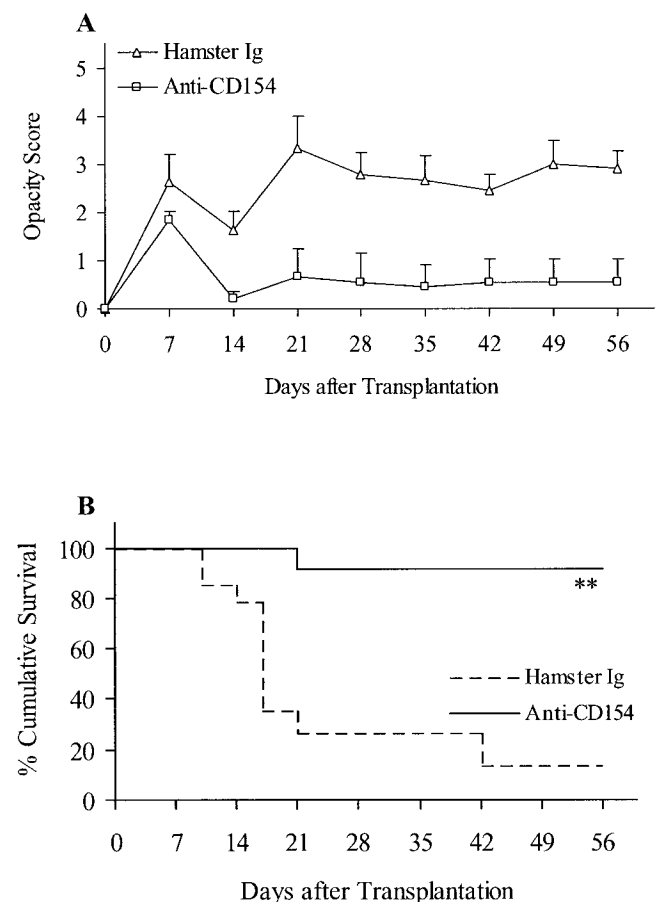 A
Hamster Ig
Anti-CD154
Opacity Score
5
4
3
2
1
0
0 7 14 21 28 35 42 49 56
Days after Transplantation
B
% Cumulative Survival
100
80
60
40
20
0
**
Hamster Ig
Anti-CD154
0 7 14 21 28 35 42 49 56
Days after Transplantation